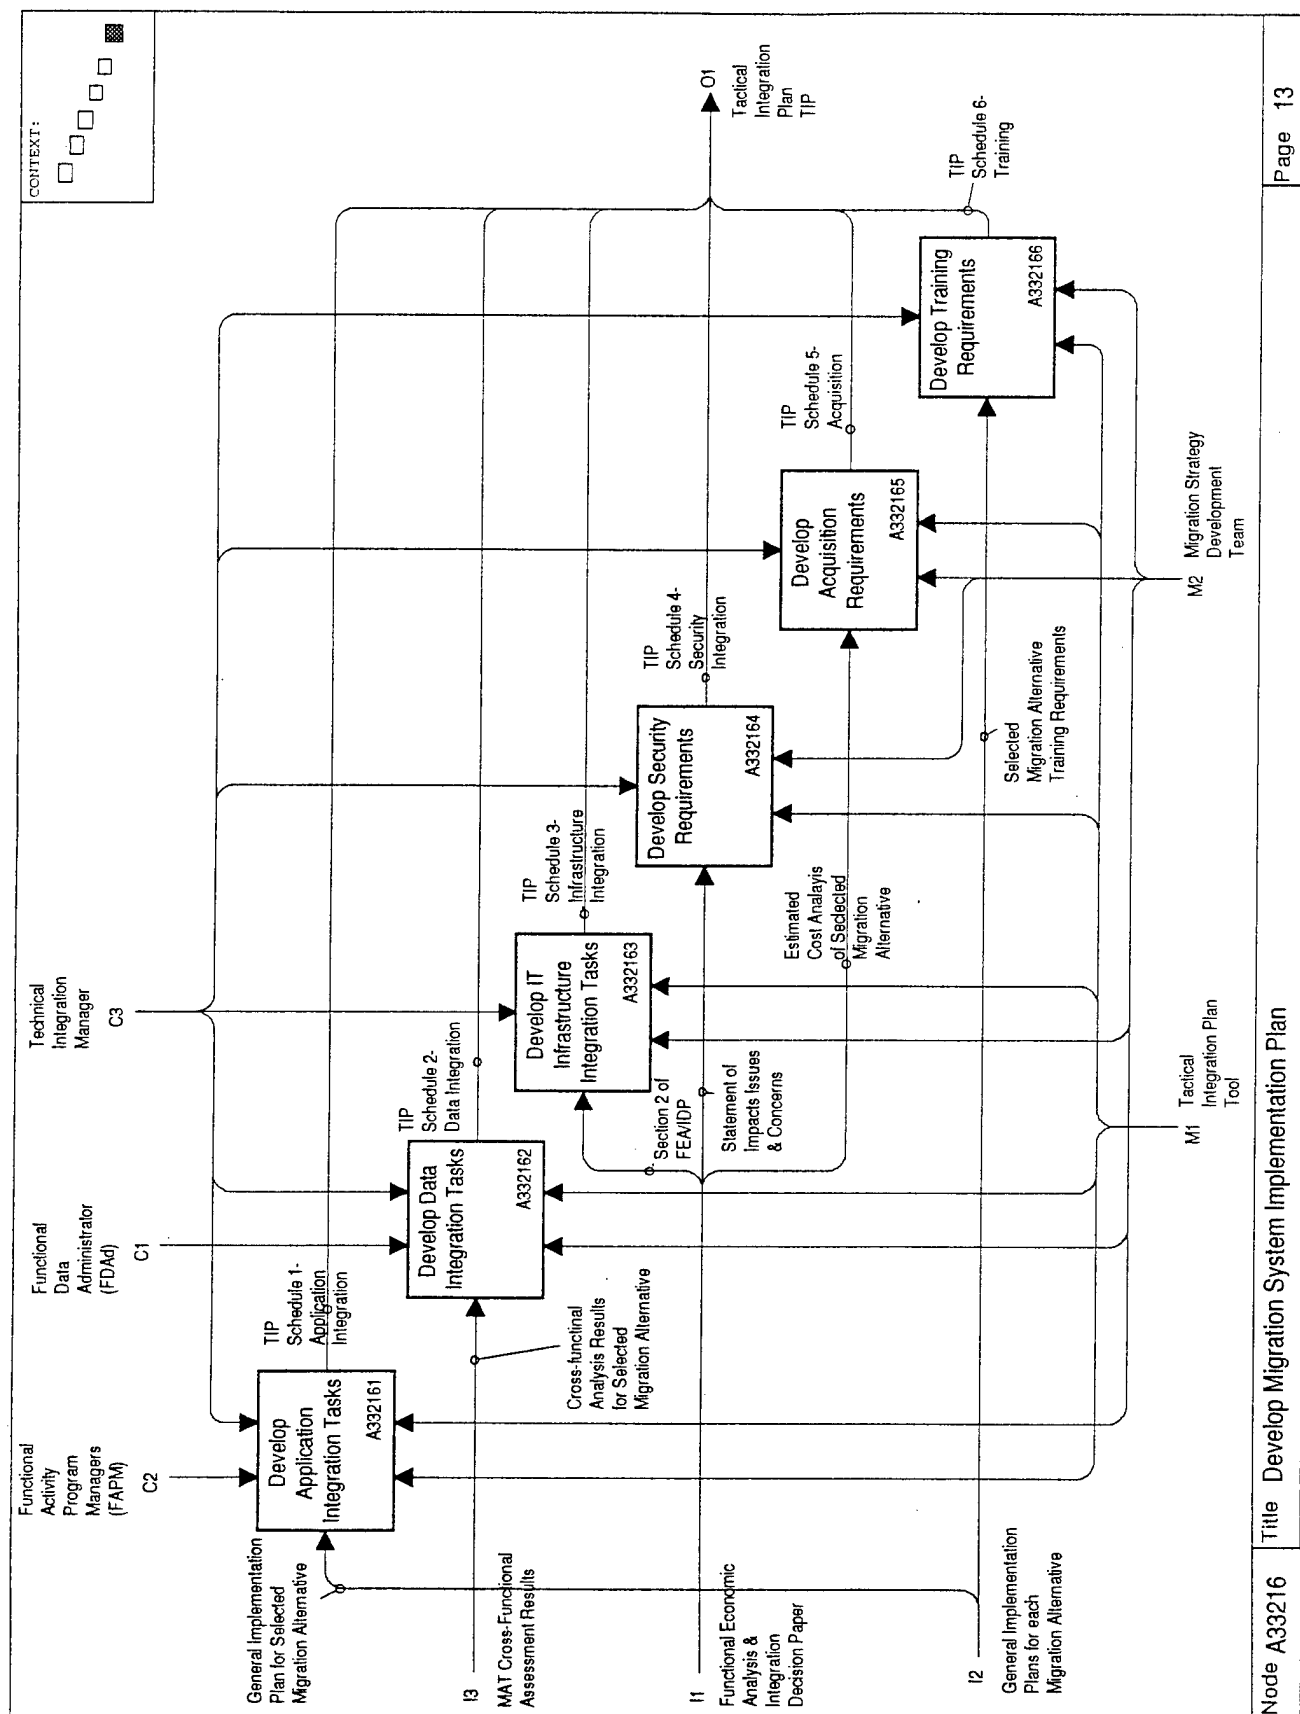 CONTEXT:
Functional
Activity
Program
Managers
(FAPM)
C2
Functional
Data
Administrator
(FDAd)
C1
Technical
Integration
Manager
C3
General Implementation
Plan for Selected
Migration Alternative
Develop
Application
Integration Tasks
A332161
TIP
Schedule 1-
Application
Integration
I3
MAT Cross-Functional
Assessment Results
Cross-functinal
Analysis Results
for Selected
Migration Alternative
Develop Data
Integration Tasks
A332162
TIP
Schedule 2-
Data Integration
Develop IT
Infrastructure
Integration Tasks
A332163
TIP
Schedule 3-
Infrastructure
Integration
I1
Functional Economic
Analysis &
Integration
Decision Paper
Section 2 of
FEA/IDP
Statement of
Impacts Issues
& Concerns
Develop Security
Requirements
A332164
TIP
Schedule 4-
Security
Integration
Estimated
Cost Analayis
of Seclected
Migration
Alternative
Develop
Acquisition
Requirements
A332165
TIP
Schedule 5-
Acquisition
I2
General Implementation
Plans for each
Migration Alternative
Selected
Migration Alternative
Training Requirements
Develop Training
Requirements
A332166
TIP
Schedule 6-
Training
O1
Tactical
Integration
Plan
TIP
M1
Tactical
Integration Plan
Tool
M2
Migration Strategy
Development
Team
Node A33216
Title Develop Migration System Implementation Plan
Page 13